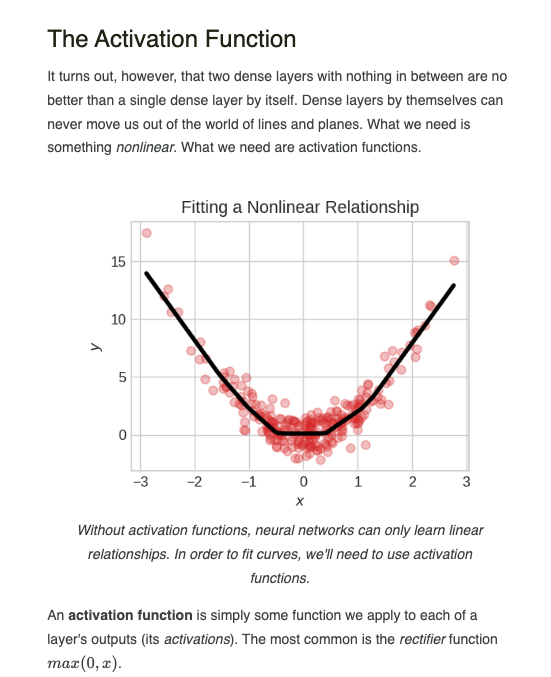 The Activation Function
It turns out, however, that two dense layers with nothing in between are no
better than a single dense layer by itself. Dense layers by themselves can
never move us out of the world of lines and planes. What we need is
something nonlinear. What we need are activation functions.
Fitting a Nonlinear Relationship
15
10
5
0
y
−3 −2 −1 0 1 2 3
x
Without activation functions, neural networks can only learn linear
relationships. In order to fit curves, we'll need to use activation
functions.
An activation function is simply some function we apply to each of a
layer's outputs (its activations). The most common is the rectifier function
max(0, x).